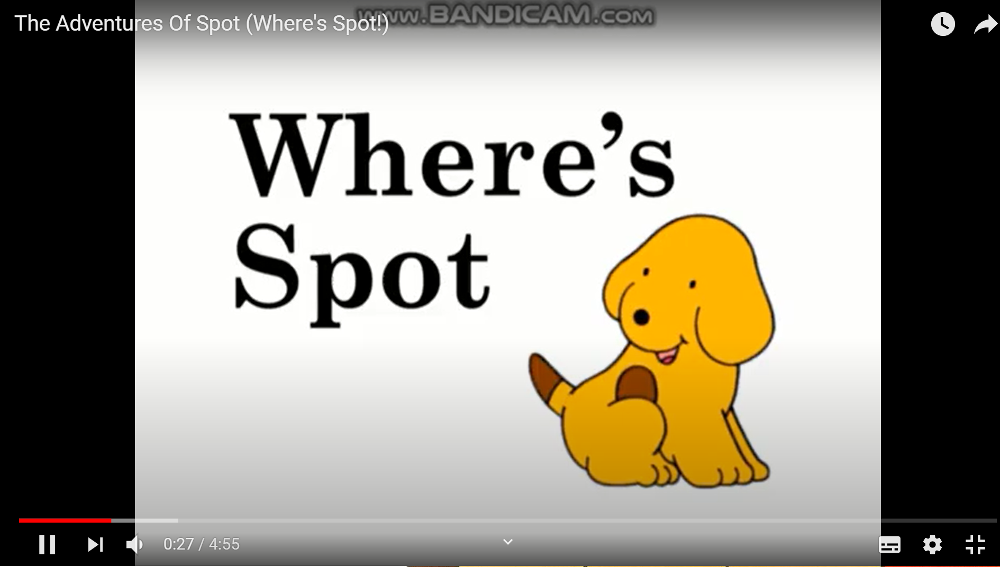 www.BANDICAM.com
The Adventures Of Spot (Where's Spot!)
Where’s
Spot
0:27 / 4:55